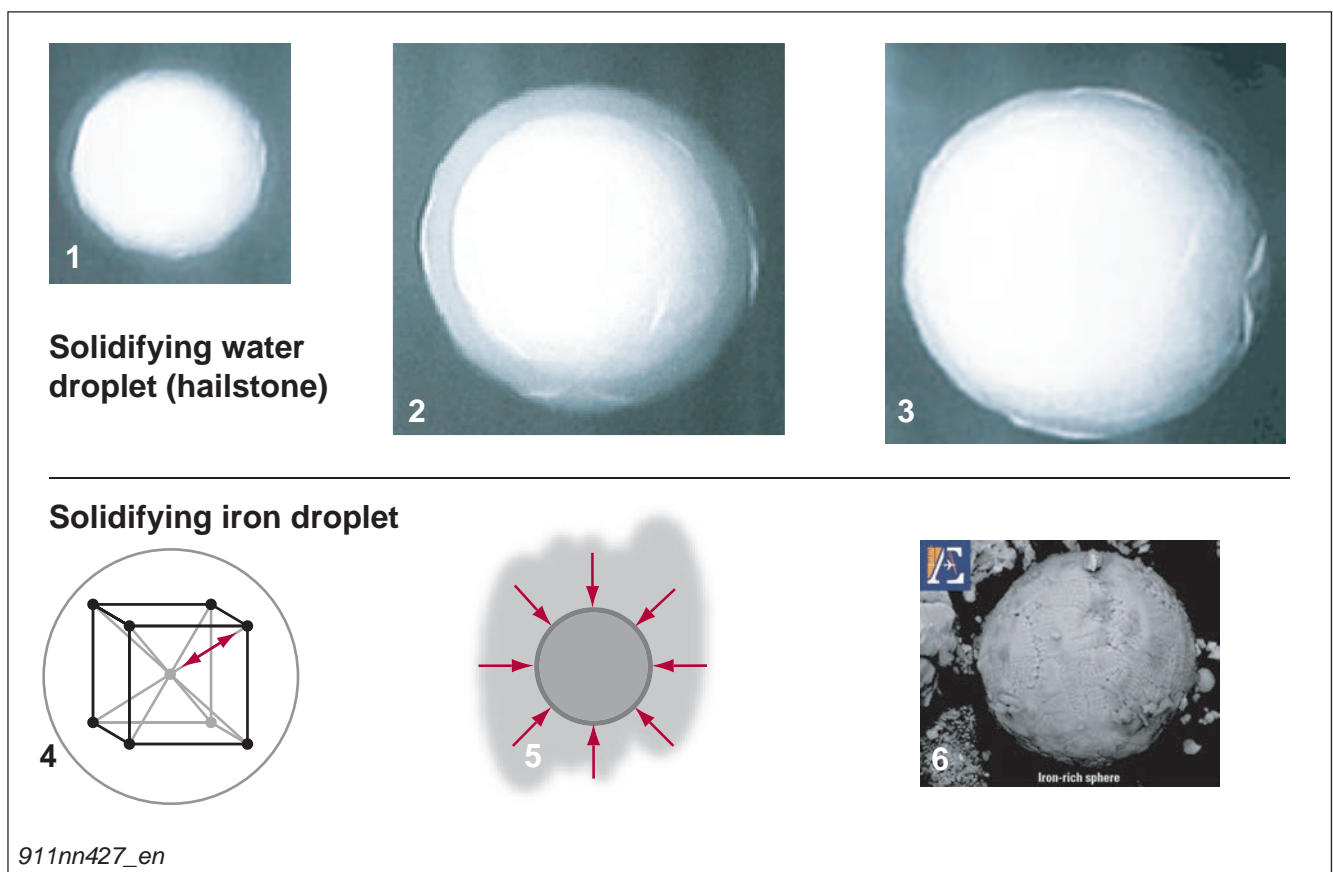 1
2
3
Solidifying water
droplet (hailstone)
Solidifying iron droplet
4
5
6
Iron-rich sphere
911nn427_en